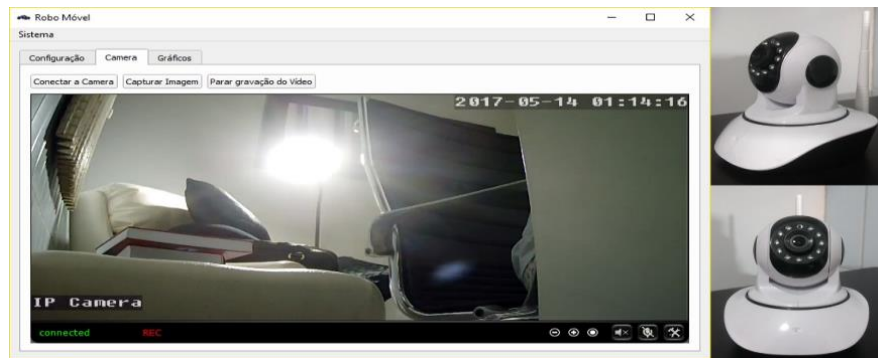 Robo Móvel
Sistema
Configuração Camera Gráficos
Conectar a Camera Capturar Imagem Parar gravação do Vídeo
2017-05-14 01:14:16
IP Camera
connected REC